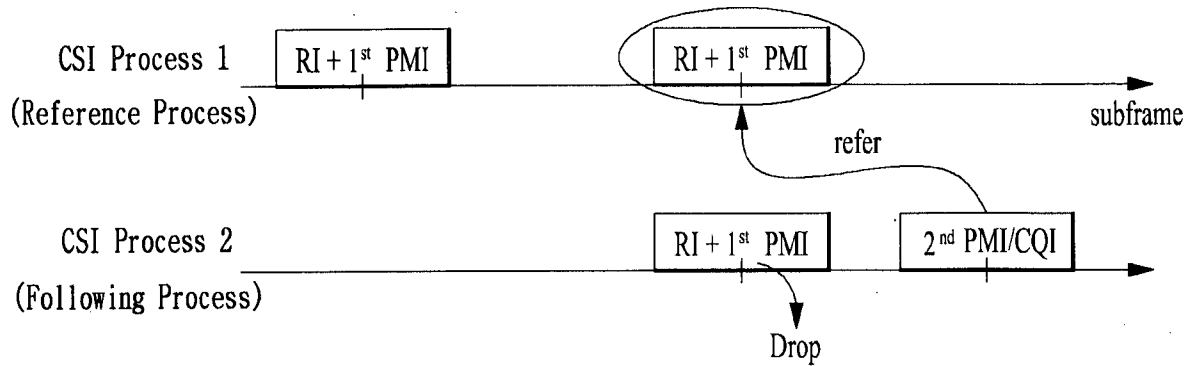 CSI Process 1
(Reference Process)
RI + 1st PMI
RI + 1st PMI
subframe
refer
CSI Process 2
(Following Process)
RI + 1st PMI
2nd PMI/CQI
Drop